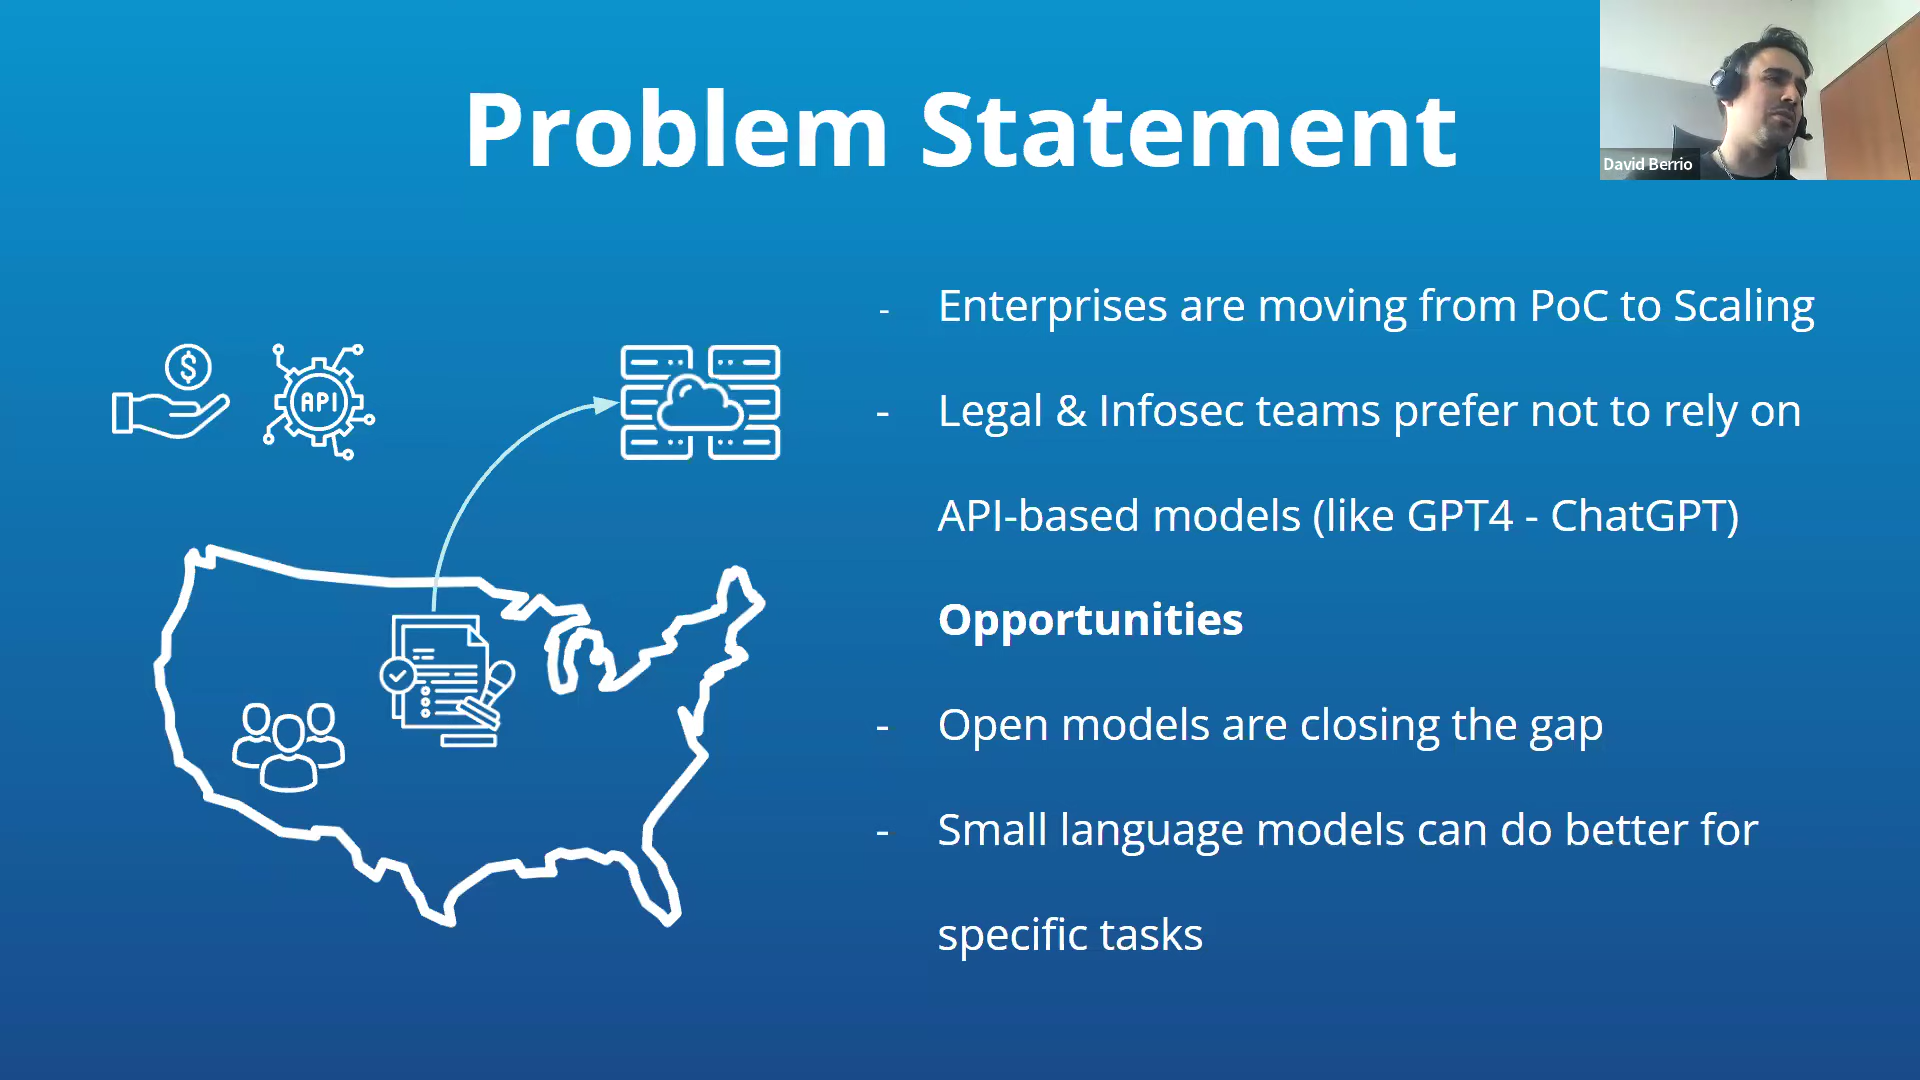 Problem Statement
David Berrio
$
API
- Enterprises are moving from PoC to Scaling
- Legal & Infosec teams prefer not to rely on
API-based models (like GPT4 - ChatGPT)
Opportunities
- Open models are closing the gap
- Small language models can do better for
specific tasks